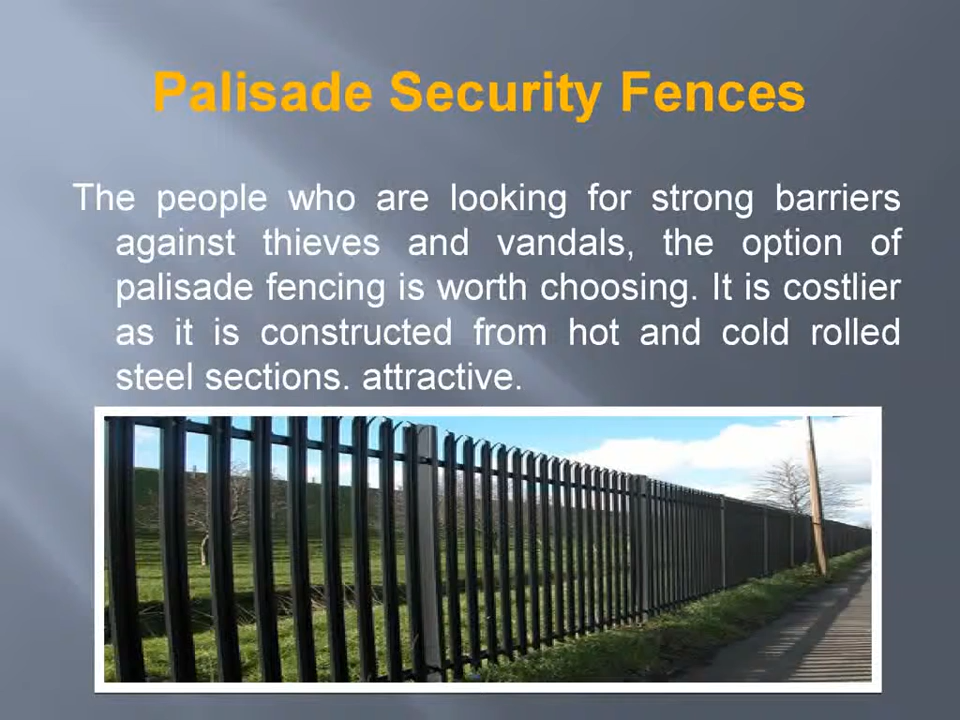 Palisade Security Fences
The people who are looking for strong barriers
against thieves and vandals, the option of
palisade fencing is worth choosing. It is costlier
as it is constructed from hot and cold rolled
steel sections. attractive.